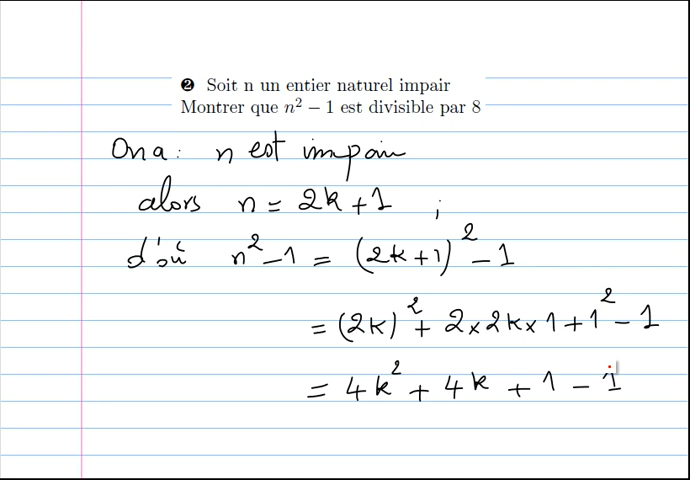 ❷ Soit n un entier naturel impair
Montrer que n² − 1 est divisible par 8
On a : n est impair
alors n = 2k + 1 ;
d'où n² − 1 = (2k + 1)² − 1
= (2k)² + 2 × 2k × 1 + 1² − 1
= 4k² + 4k + 1 − 1